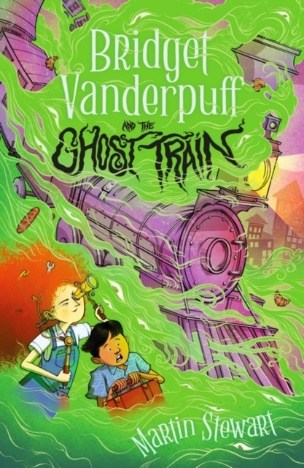 Bridget
Vanderpuff
AND THE
GHOST TRAIN
Martin Stewart